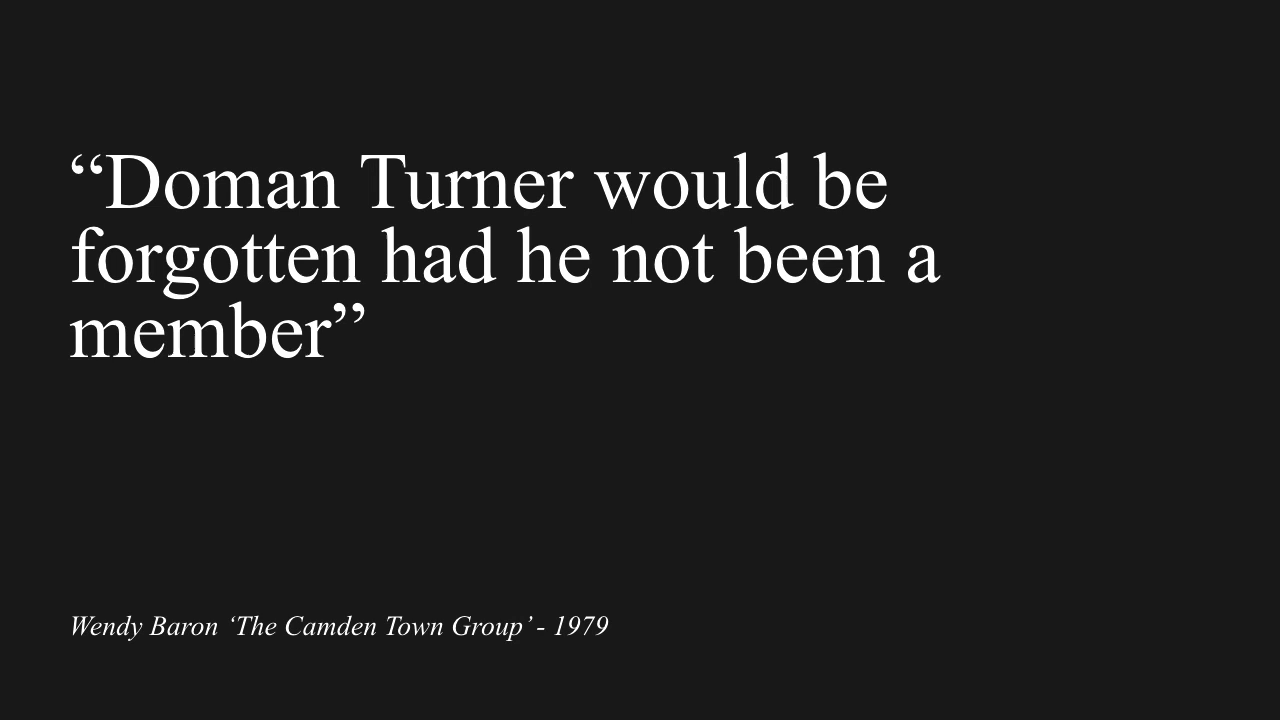 “Doman Turner would be
forgotten had he not been a
member”
Wendy Baron ‘The Camden Town Group’ - 1979